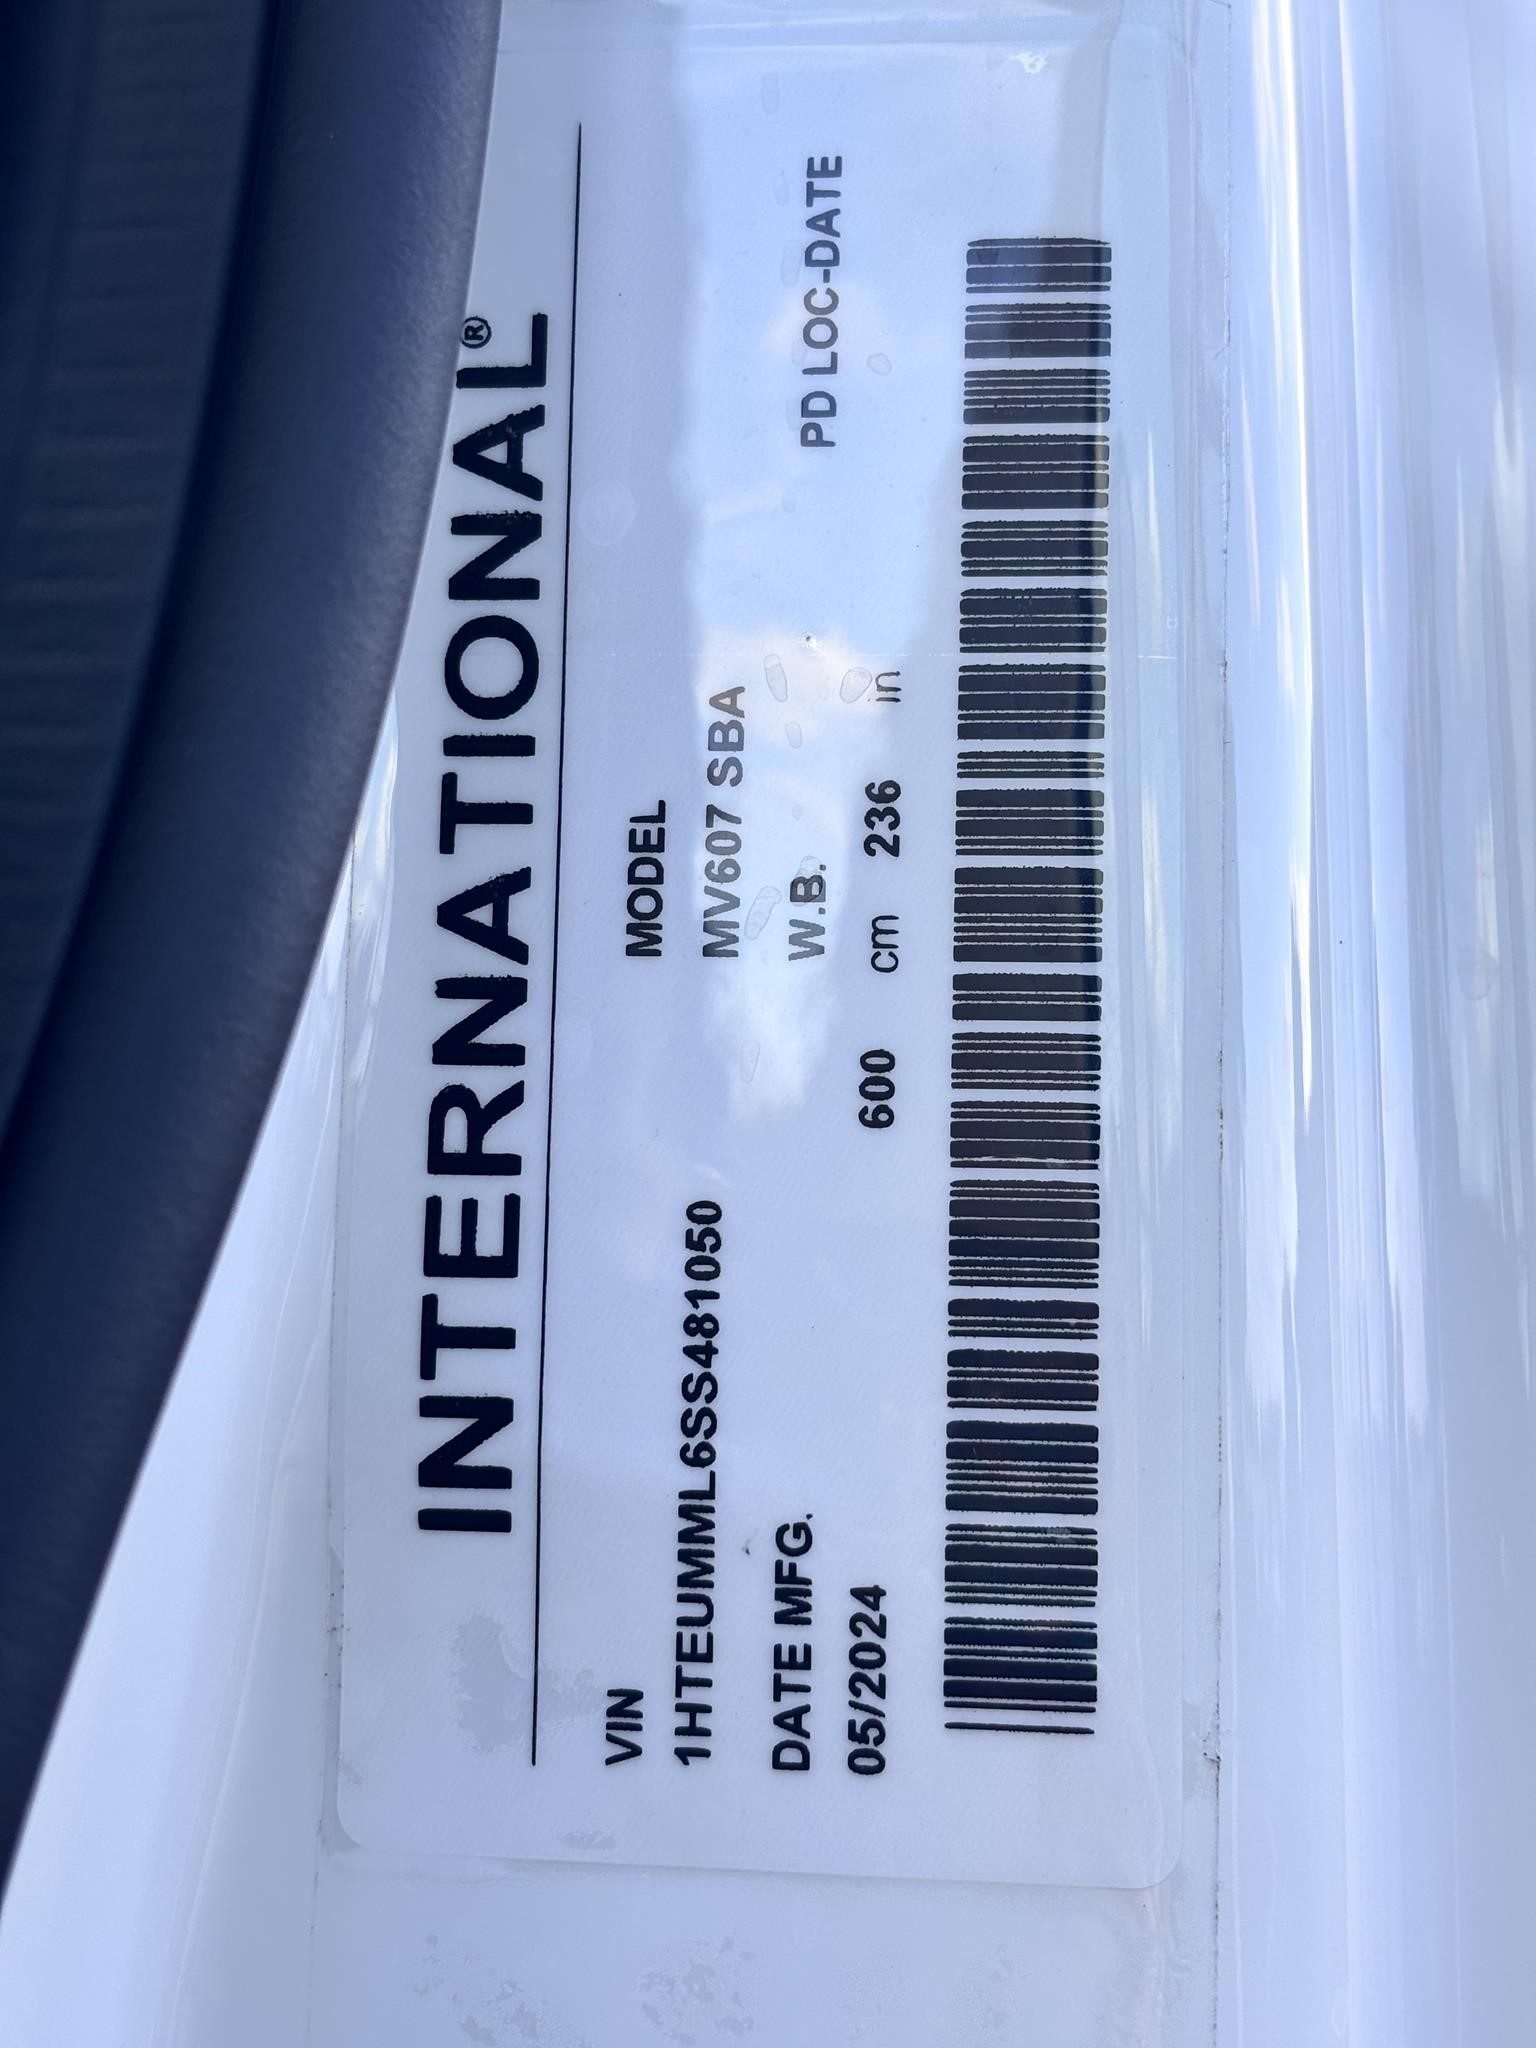 INTERNATIONAL®
VIN
MODEL
1HTEUMML6SS481050
MV607 SBA
DATE MFG.
W.B.
PD LOC-DATE
05/2024
600 cm 236 in